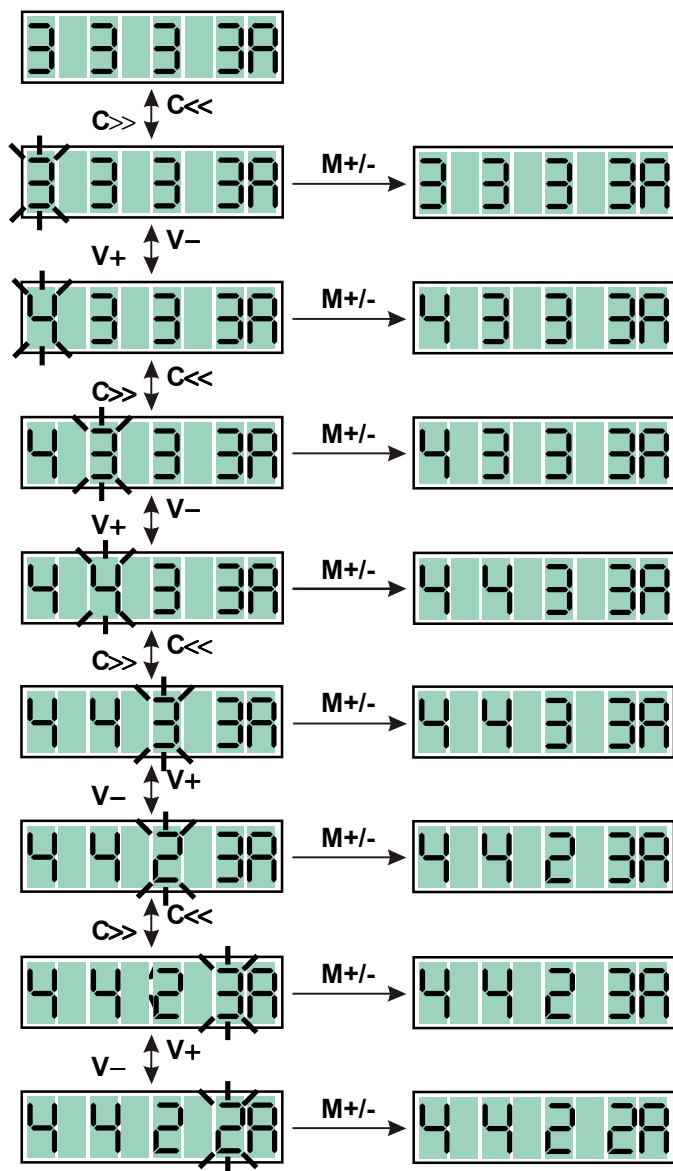 3 3 3 3A
C>> C<<
3 3 3 3A M+/- 3 3 3 3A
V+ V−
4 3 3 3A M+/- 4 3 3 3A
C>> C<<
4 3 3 3A M+/- 4 3 3 3A
V+ V−
4 4 3 3A M+/- 4 4 3 3A
C>> C<<
4 4 3 3A M+/- 4 4 3 3A
V− V+
4 4 2 3A M+/- 4 4 2 3A
C>> C<<
4 4 2 3A M+/- 4 4 2 3A
V− V+
4 4 2 2A M+/- 4 4 2 2A